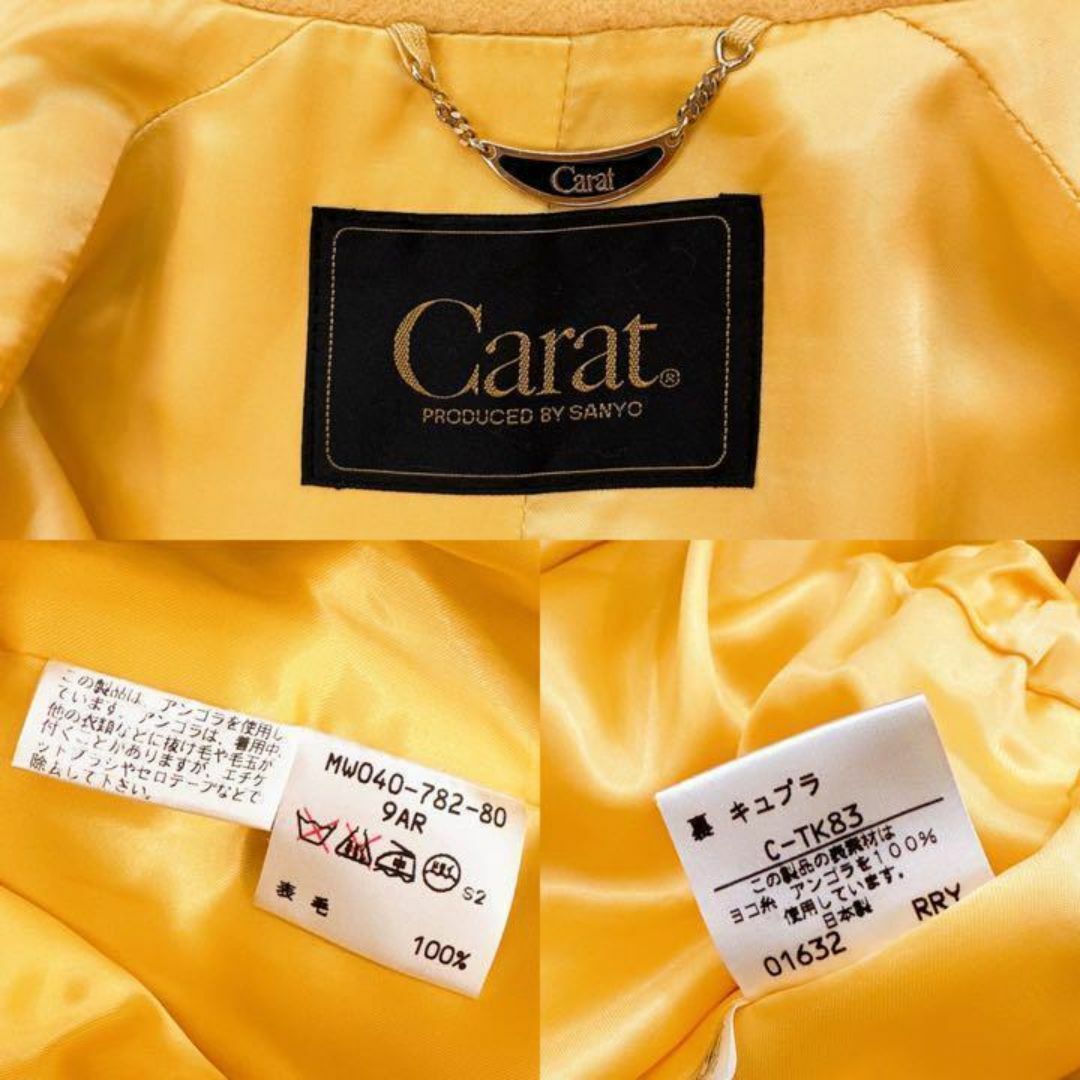 Carat
Carat®
PRODUCED BY SANYO
この製品は、アンゴラを使用し
ています。アンゴラは、着用中
他の衣類などに抜け毛や毛玉が
付くことがありますが、エチケ
ットブラシやセロテープなどで
除ムして下さい。
MW040-782-80
9AR
中
S2
表 毛
100%
裏 キュプラ
C-TK83
この製品の表素材は
ヨコ糸 アンゴラを100%
使用しています。
日本製
RRY
01632